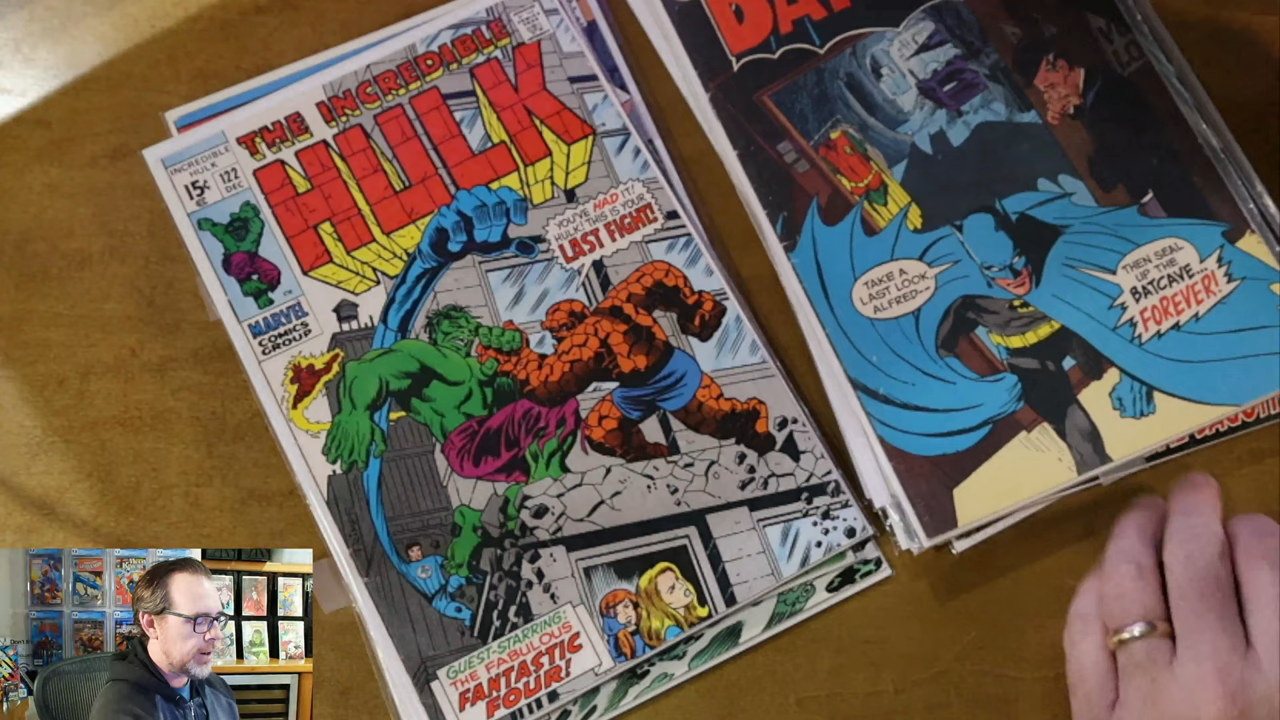 THE INCREDIBLE
HULK
INCREDIBLE
HULK
15¢
122
DEC
MARVEL
COMICS
GROUP
YOU'VE HAD IT!
HULK! THIS IS YOUR
LAST FIGHT!
GUEST-STARRING:
THE FABULOUS
FANTASTIC
FOUR!
TAKE A
LAST LOOK,
ALFRED--
THEN SEAL
UP THE
BATCAVE...
FOREVER!